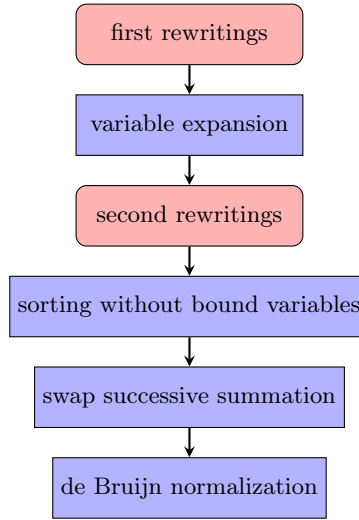 first rewritings
variable expansion
second rewritings
sorting without bound variables
swap successive summation
de Bruijn normalization